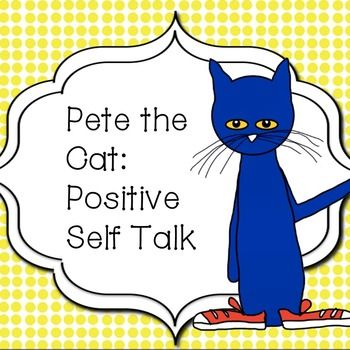 Pete the
Cat:
Positive
Self Talk